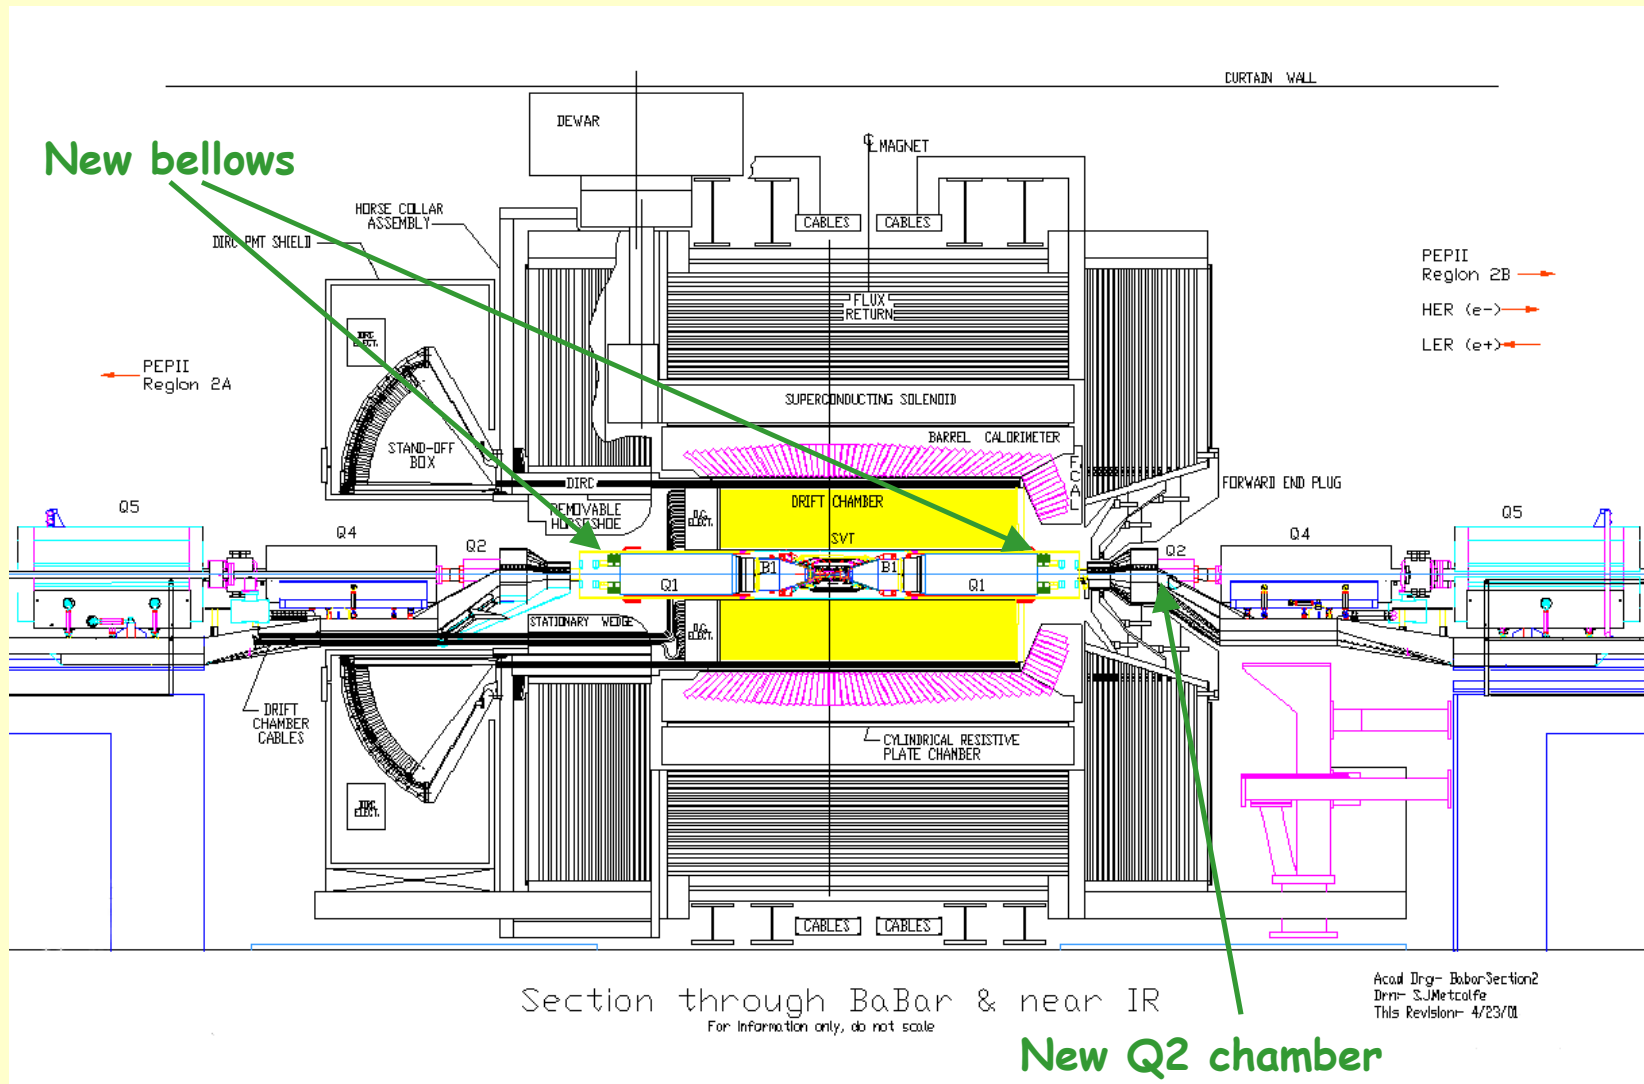 CURTAIN WALL
DEWAR
New bellows
℄ MAGNET
HORSE COLLAR
ASSEMBLY
CABLES
CABLES
DIRC PMT SHIELD
PEPII
Region 2B
HER (e-)
LER (e+)
FLUX
RETURN
DIRC
ELECT.
PEPII
Region 2A
SUPERCONDUCTING SOLENOID
BARREL CALORIMETER
STAND-OFF
BOX
F.
C
A
L
DIRC
FORWARD END PLUG
DRIFT CHAMBER
REMOVABLE
HORSESHOE
D.C.
ELECT.
Q5
Q4
Q2
SVT
Q2
Q4
Q5
B1
B1
Q1
Q1
STATIONARY WEDGE
D.C.
ELECT.
DRIFT
CHAMBER
CABLES
CYLINDRICAL RESISTIVE
PLATE CHAMBER
DIRC
ELECT.
CABLES
CABLES
Section through BaBar & near IR
For Information only, do not scale
Acad Drg- BabarSection2
Drn- S.J.Metcalfe
This Revision- 4/23/01
New Q2 chamber